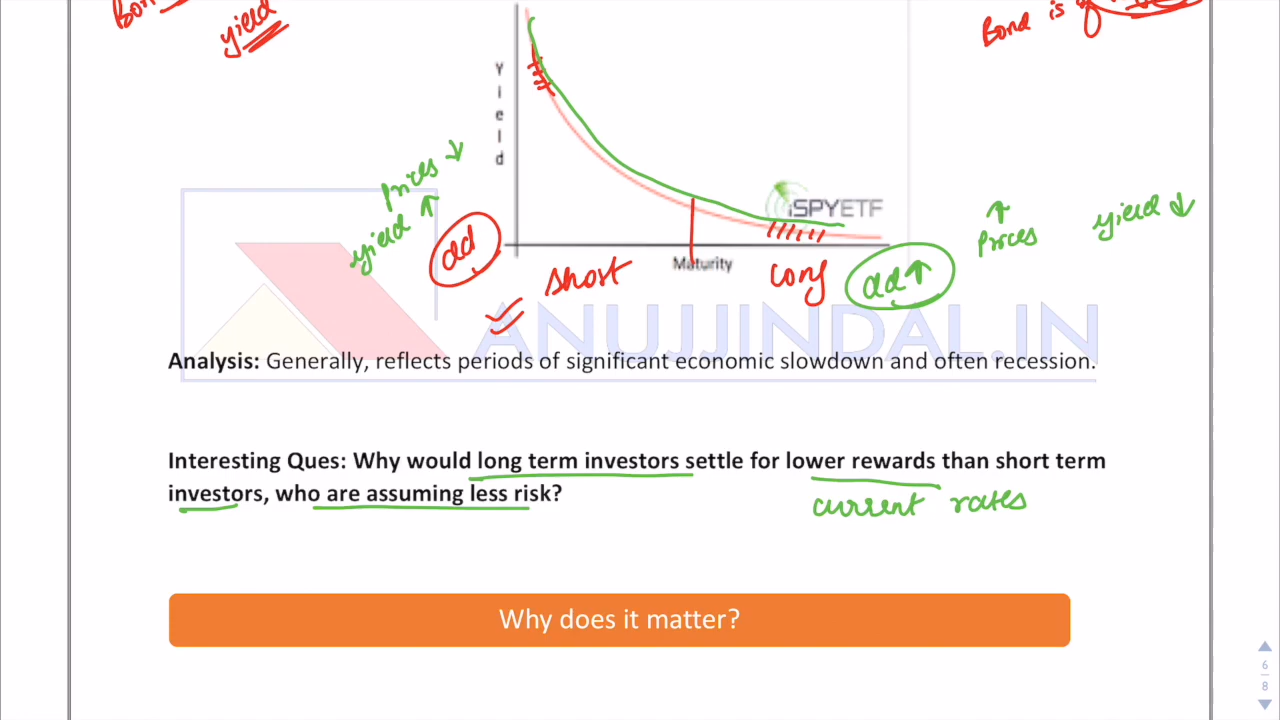 Bon
yield
Bond is
Yield
Prices ↓
yield ↑
dd
iSPYETF
↑
Prices
yield ↓
Maturity
short
long
dd↑
ANUJJINDAL.IN
Analysis: Generally, reflects periods of significant economic slowdown and often recession.
Interesting Ques: Why would long term investors settle for lower rewards than short term
investors, who are assuming less risk?
current rates
Why does it matter?
6
8